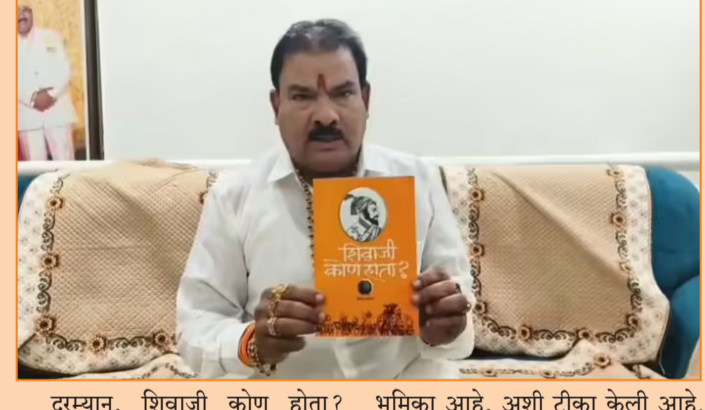 शिवाजी
कोण होता?
दरम्यान, शिवाजी कोण होता?
भूमिका आहे, अशी टीका केली आहे.